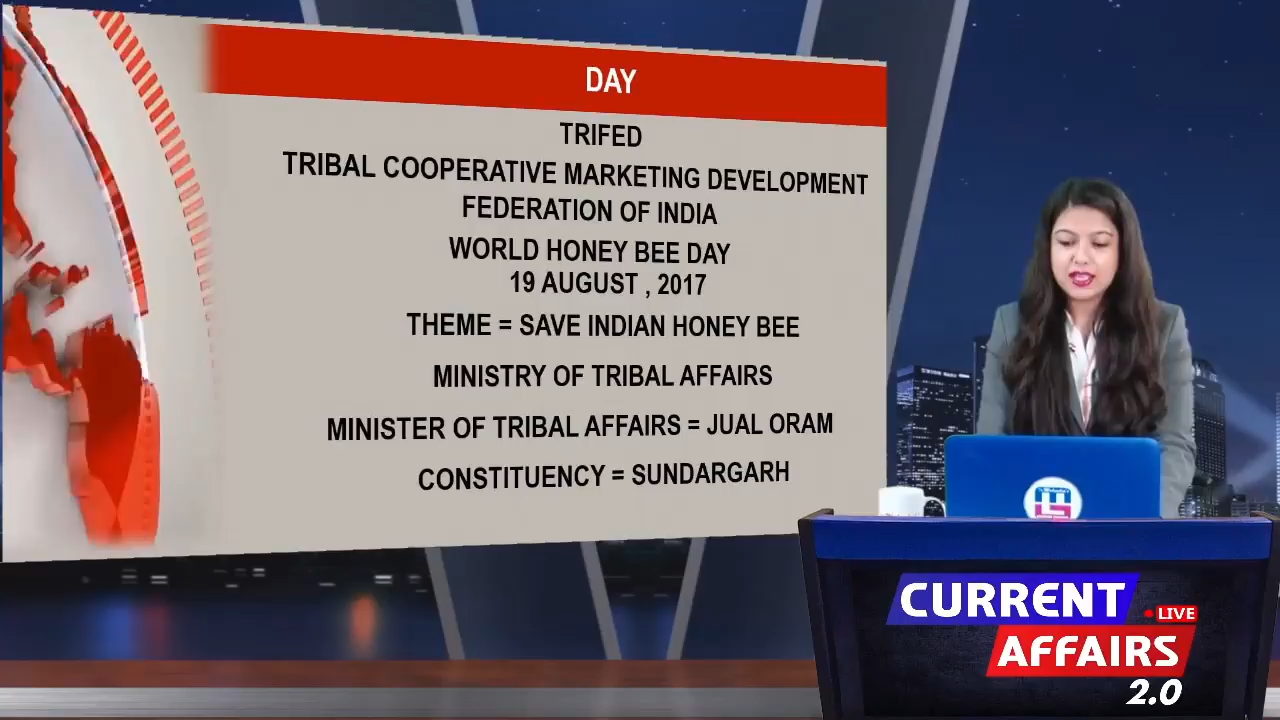 DAY
TRIFED
TRIBAL COOPERATIVE MARKETING DEVELOPMENT
FEDERATION OF INDIA
WORLD HONEY BEE DAY
19 AUGUST , 2017
THEME = SAVE INDIAN HONEY BEE
MINISTRY OF TRIBAL AFFAIRS
MINISTER OF TRIBAL AFFAIRS = JUAL ORAM
CONSTITUENCY = SUNDARGARH
CURRENT
LIVE
AFFAIRS
2.0